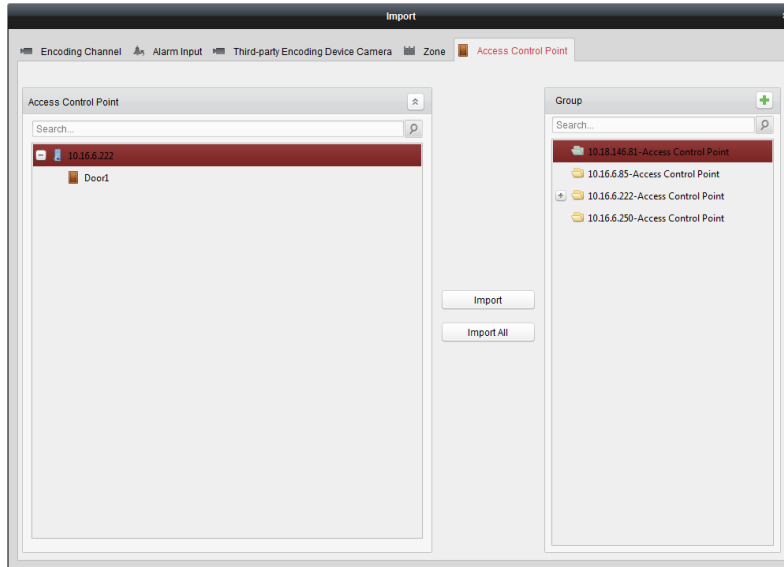 Import
Encoding Channel Alarm Input Third-party Encoding Device Camera Zone Access Control Point
Access Control Point
Search...
10.16.6.222
Door1
Import
Import All
Group
Search...
10.18.146.81-Access Control Point
10.16.6.85-Access Control Point
10.16.6.222-Access Control Point
10.16.6.250-Access Control Point